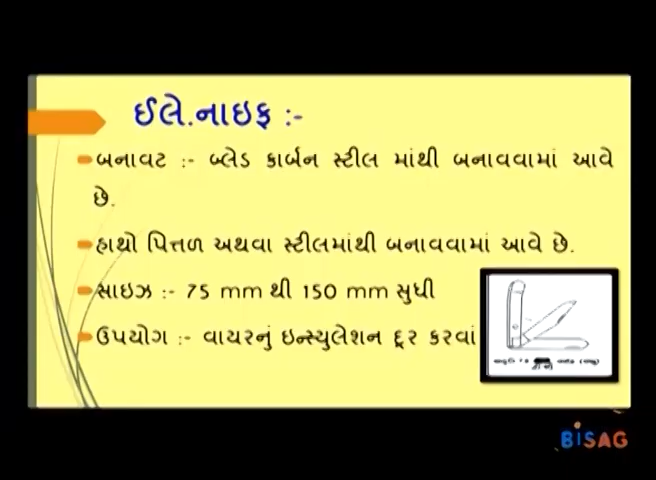 ઈલે.નાઇફ :-
બનાવટ :- બ્લેડ કાર્બન સ્ટીલ માંથી બનાવવામાં આવે
છે.
હાથો પિત્તળ અથવા સ્ટીલમાંથી બનાવવામાં આવે છે.
સાઇઝ :- 75 mm થી 150 mm સુધી
ઉપયોગ :- વાયરનું ઇન્સ્યુલેશન દૂર કરવાં
BISAG